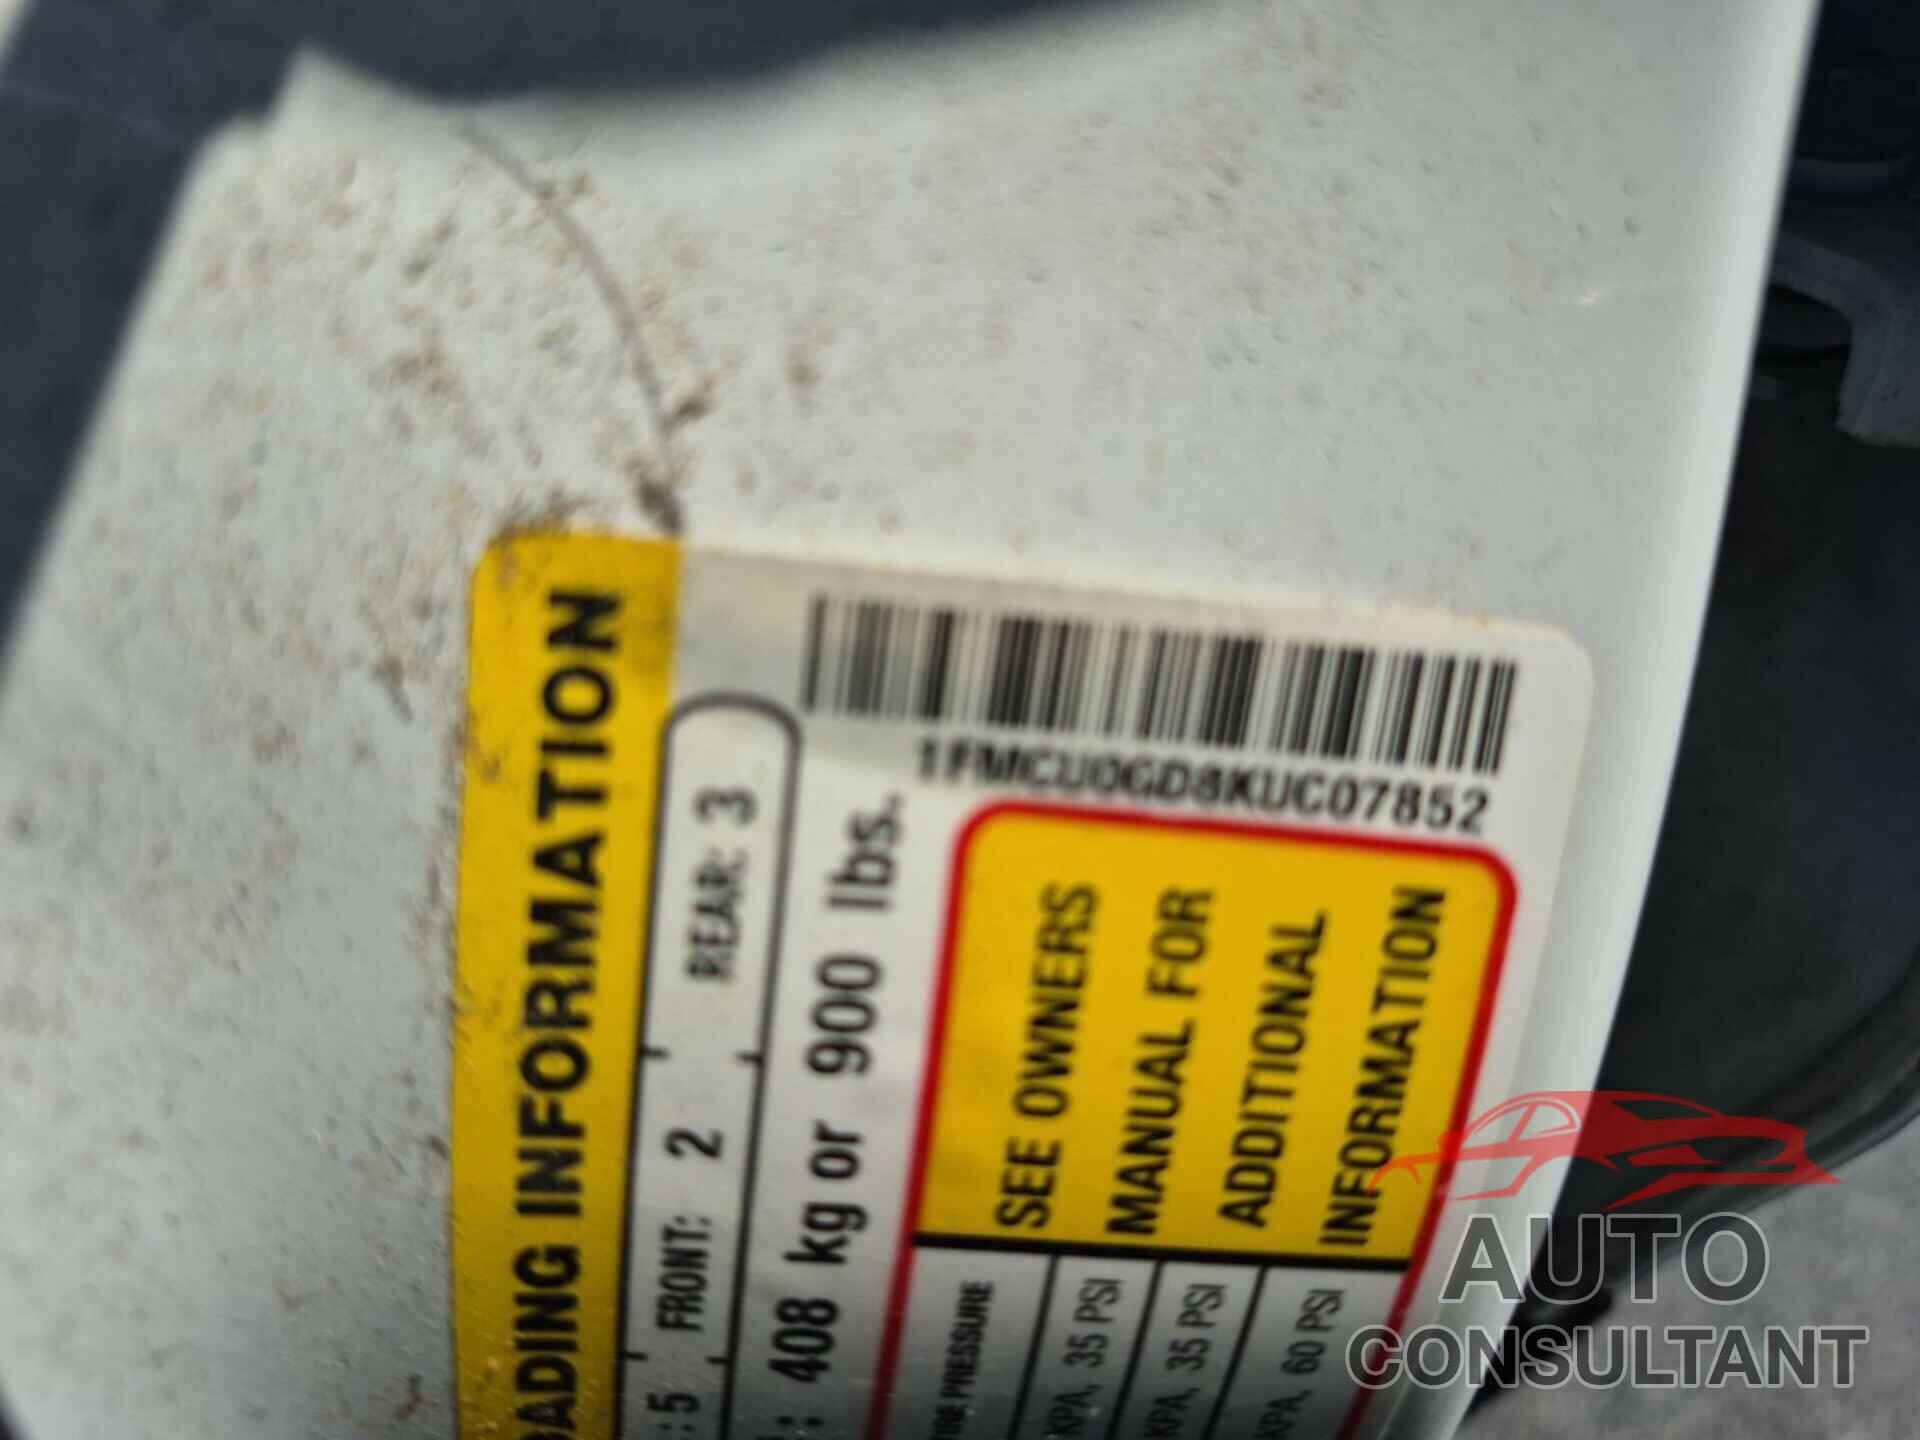 1FMCU0GD8KUC07852
LOADING INFORMATION
:5 FRONT: 2 REAR: 3
: 408 kg or 900 lbs.
SEE OWNERS
MANUAL FOR
ADDITIONAL
INFORMATION
TIRE PRESSURE
KPA, 35 PSI
KPA, 35 PSI
KPA, 60 PSI
AUTO
CONSULTANT